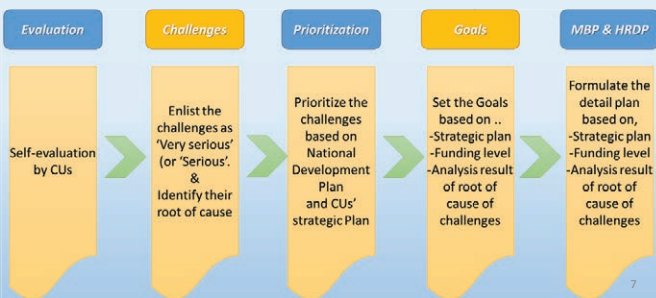 Evaluation
Challenges
Prioritization
Goals
MBP & HRDP
Self-evaluation
by CUs
Enlist the
challenges as
'Very serious'
(or 'Serious'.
&
Identify their
root of cause
Prioritize the
challenges
based on
National
Development
Plan
and CUs'
strategic Plan
Set the Goals
based on ..
-Strategic plan
-Funding level
-Analysis result
of root of
cause of
challenges
Formulate the
detail plan
based on,
-Strategic plan
-Funding level
-Analysis result
of root of
cause of
challenges
7